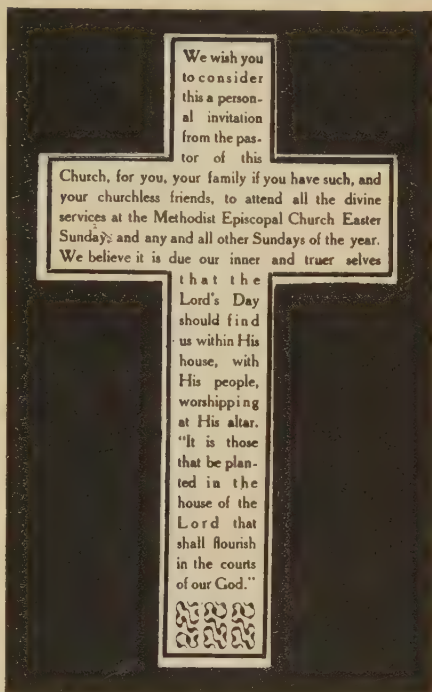 We wish you
to consider
this a person-
al invitation
from the pas-
tor of this
Church, for you, your family if you have such, and
your churchless friends, to attend all the divine
services at the Methodist Episcopal Church Easter
Sunday; and any and all other Sundays of the year.
We believe it is due our inner and truer selves
that the
Lord's Day
should find
us within His
house, with
His people,
worshipping
at His altar.
"It is those
that be plan-
ted in the
house of the
Lord that
shall flourish
in the courts
of our God."